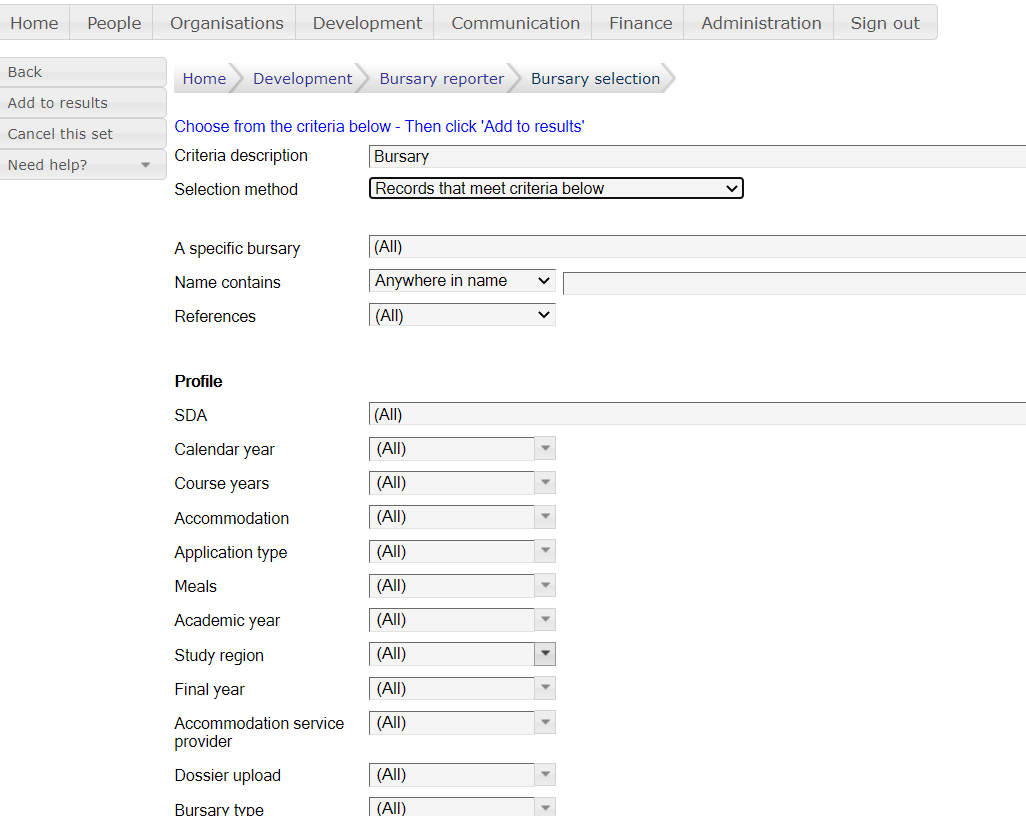 Home People Organisations Development Communication Finance Administration Sign out
Back
Add to results
Cancel this set
Need help?
Home Development Bursary reporter Bursary selection
Choose from the criteria below - Then click 'Add to results'
Criteria description Bursary
Selection method Records that meet criteria below
A specific bursary (All)
Name contains Anywhere in name
References (All)
Profile
SDA (All)
Calendar year (All)
Course years (All)
Accommodation (All)
Application type (All)
Meals (All)
Academic year (All)
Study region (All)
Final year (All)
Accommodation service (All)
provider
Dossier upload (All)
Bursary type (All)